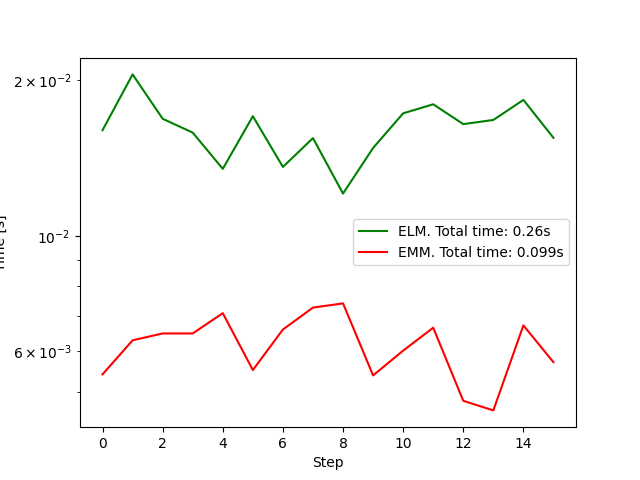 2 × 10⁻²
10⁻²
6 × 10⁻³
Time [s]
ELM. Total time: 0.26s
EMM. Total time: 0.099s
0 2 4 6 8 10 12 14
Step